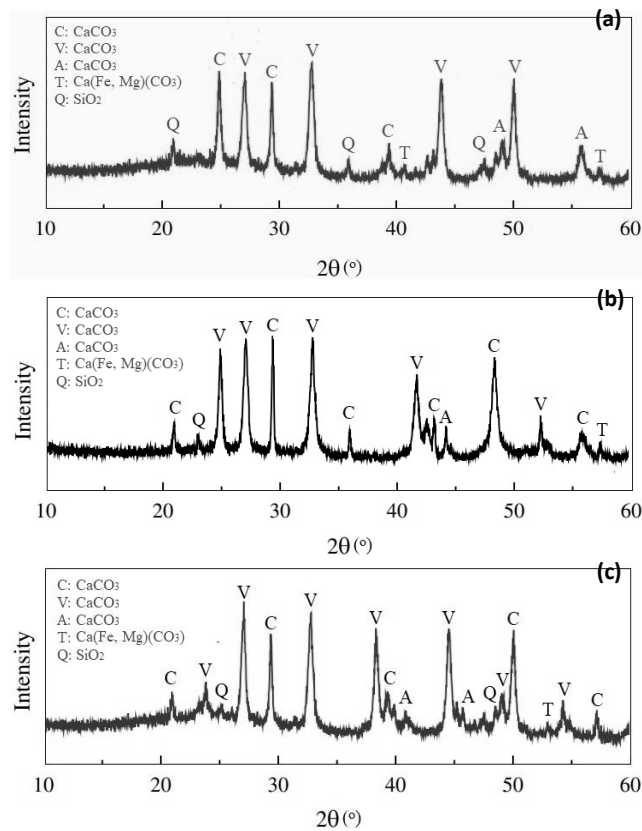 (a)
C: CaCO₃
V: CaCO₃
A: CaCO₃
T: Ca(Fe, Mg)(CO₃)
Q: SiO₂
Intensity
Q C V C V Q C T V Q A V A T
10 20 30 40 50 60
2θ (°)
(b)
C: CaCO₃
V: CaCO₃
A: CaCO₃
T: Ca(Fe, Mg)(CO₃)
Q: SiO₂
Intensity
C Q V V C V C V C A C V C T
10 20 30 40 50 60
2θ (°)
(c)
C: CaCO₃
V: CaCO₃
A: CaCO₃
T: Ca(Fe, Mg)(CO₃)
Q: SiO₂
Intensity
C V Q V C V V C A V A Q V C T V C
10 20 30 40 50 60
2θ (°)